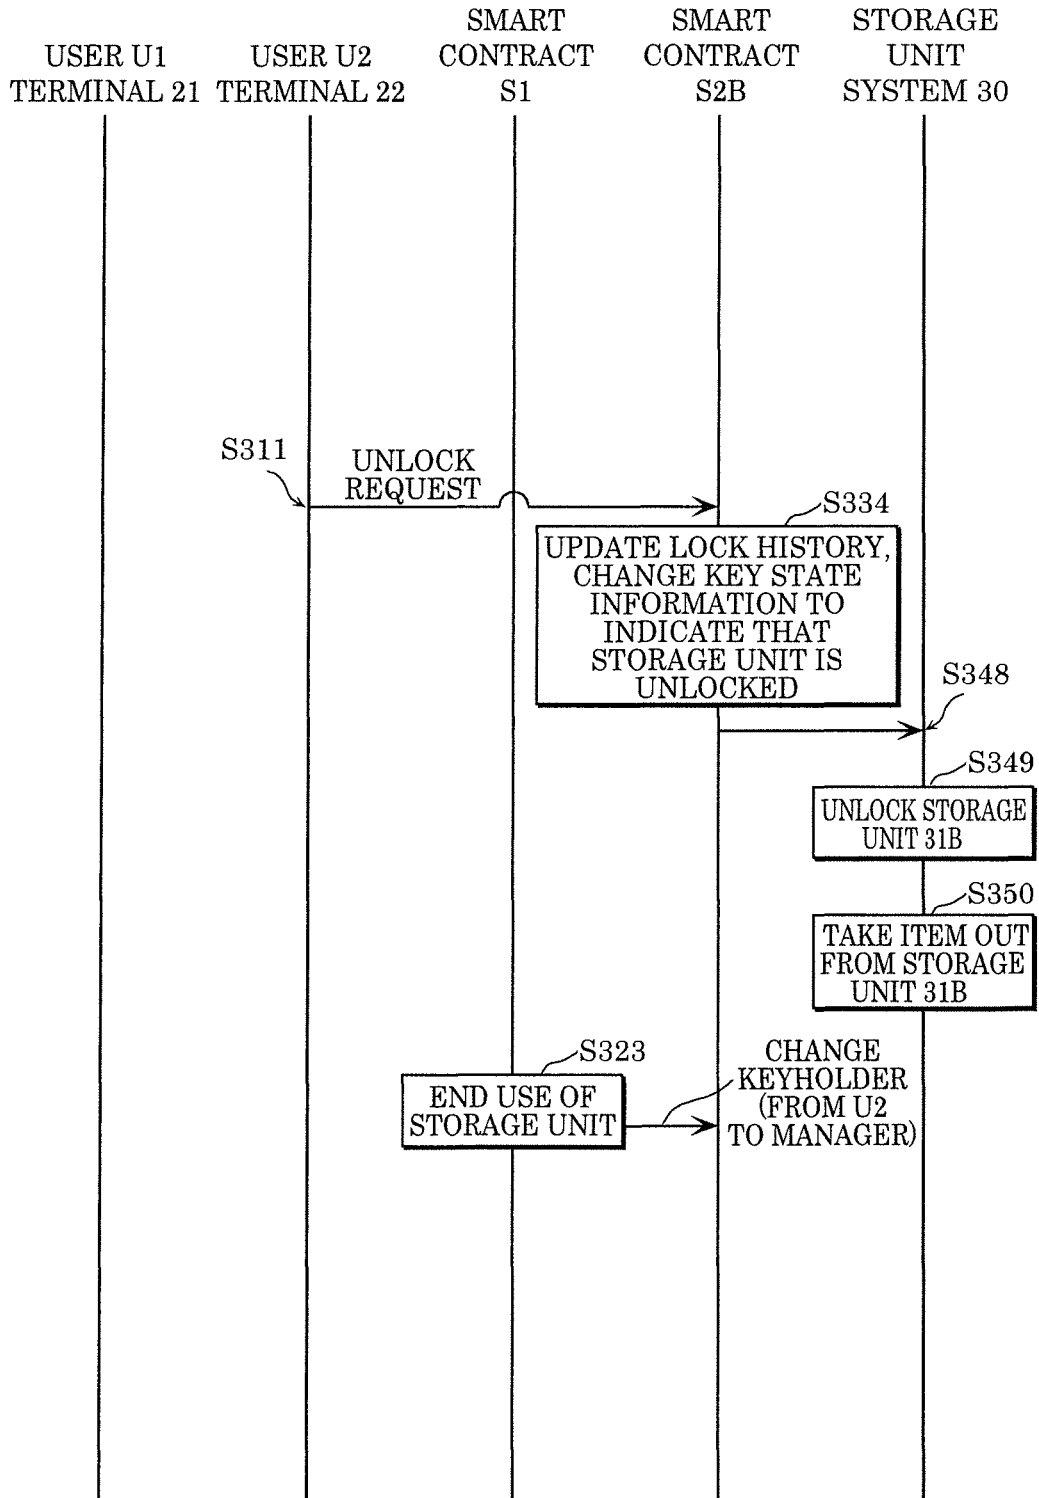 USER U1
TERMINAL 21
USER U2
TERMINAL 22
SMART
CONTRACT
S1
SMART
CONTRACT
S2B
STORAGE
UNIT
SYSTEM 30
S311
UNLOCK
REQUEST
S334
UPDATE LOCK HISTORY,
CHANGE KEY STATE
INFORMATION TO
INDICATE THAT
STORAGE UNIT IS
UNLOCKED
S348
S349
UNLOCK STORAGE
UNIT 31B
S350
TAKE ITEM OUT
FROM STORAGE
UNIT 31B
S323
END USE OF
STORAGE UNIT
CHANGE
KEYHOLDER
(FROM U2
TO MANAGER)